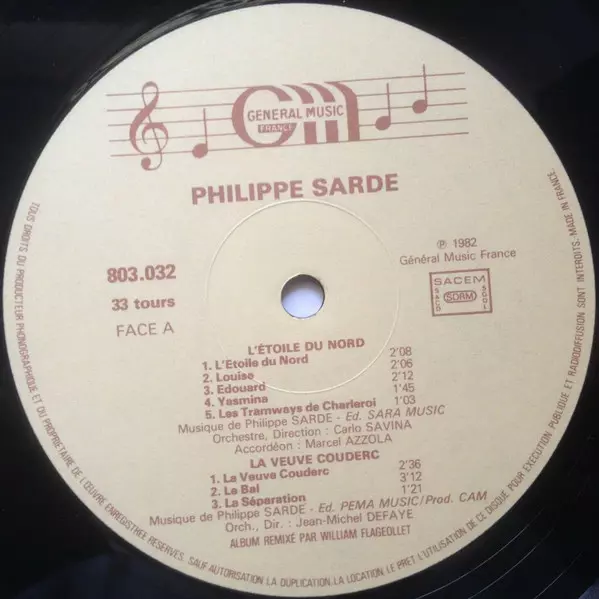 GENERAL MUSIC
FRANCE
PHILIPPE SARDE
803.032
33 tours
FACE A
℗ 1982
Général Music France
SACEM
SACD
SDRM
SGDL
L'ÉTOILE DU NORD
1. L'Etoile du Nord 2'08
2. Louise 2'06
3. Edouard 2'12
4. Yasmina 1'45
5. Les Tramways de Charleroi 1'03
Musique de Philippe SARDE - Ed. SARA MUSIC
Orchestre, Direction : Carlo SAVINA
Accordéon : Marcel AZZOLA
LA VEUVE COUDERC
1. La Veuve Couderc 2'36
2. Le Bal 3'12
3. La Séparation 1'21
Musique de Philippe SARDE - Ed. PEMA MUSIC/Prod. CAM
Orch., Dir. : Jean-Michel DEFAYE
ALBUM REMIXÉ PAR WILLIAM FLAGEOLLET
TOUS DROITS DU PRODUCTEUR PHONOGRAPHIQUE ET DU PROPRIETAIRE DE L'ŒUVRE ENREGISTREE RESERVES. SAUF AUTORISATION LA DUPLICATION, LA LOCATION, LE PRET L'UTILISATION DE CE DISQUE POUR EXECUTION PUBLIQUE ET RADIODIFFUSION SONT INTERDITS. MADE IN FRANCE.